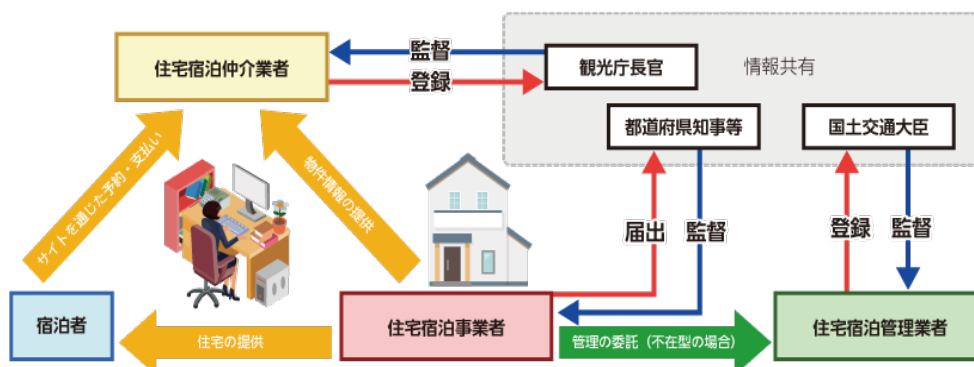 住宅宿泊仲介業者
監督
登録
観光庁長官
情報共有
都道府県知事等
国土交通大臣
サイトを通じた予約・支払い
物件情報の提供
届出
監督
登録
監督
宿泊者
住宅の提供
住宅宿泊事業者
管理の委託（不在型の場合）
住宅宿泊管理業者